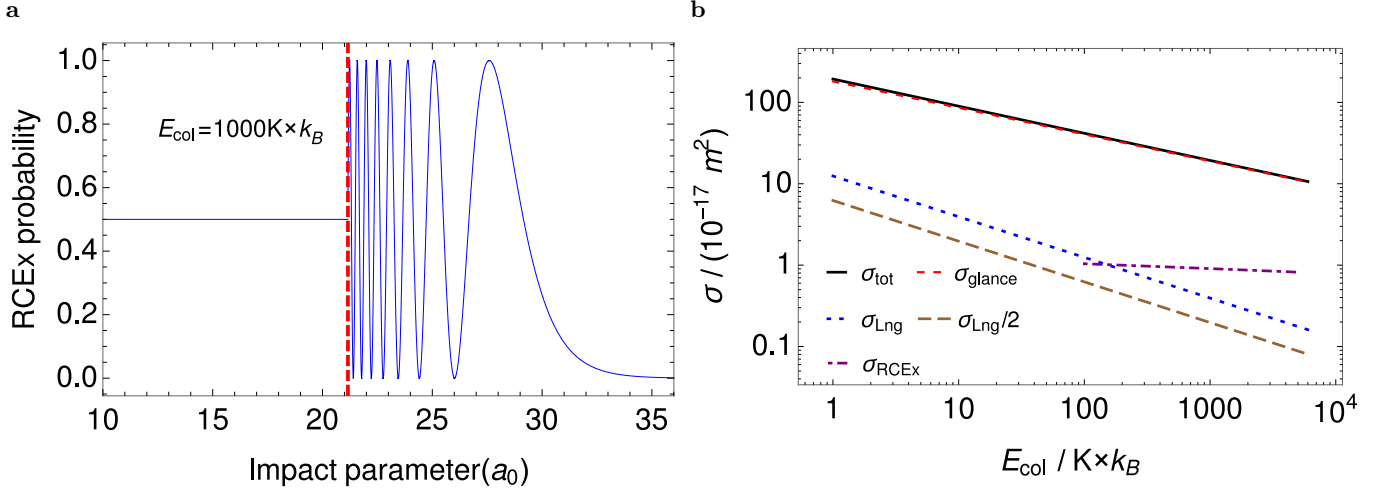 a
1.0
0.8
0.6
0.4
0.2
0.0
RCEx probability
E_col=1000K×k_B
10 15 20 25 30 35
Impact parameter(a_0)
b
100
10
1
0.1
σ / (10^−17 m^2)
σ_tot σ_glance
σ_Lng σ_Lng/2
σ_RCEx
1 10 100 1000 10^4
E_col / K×k_B